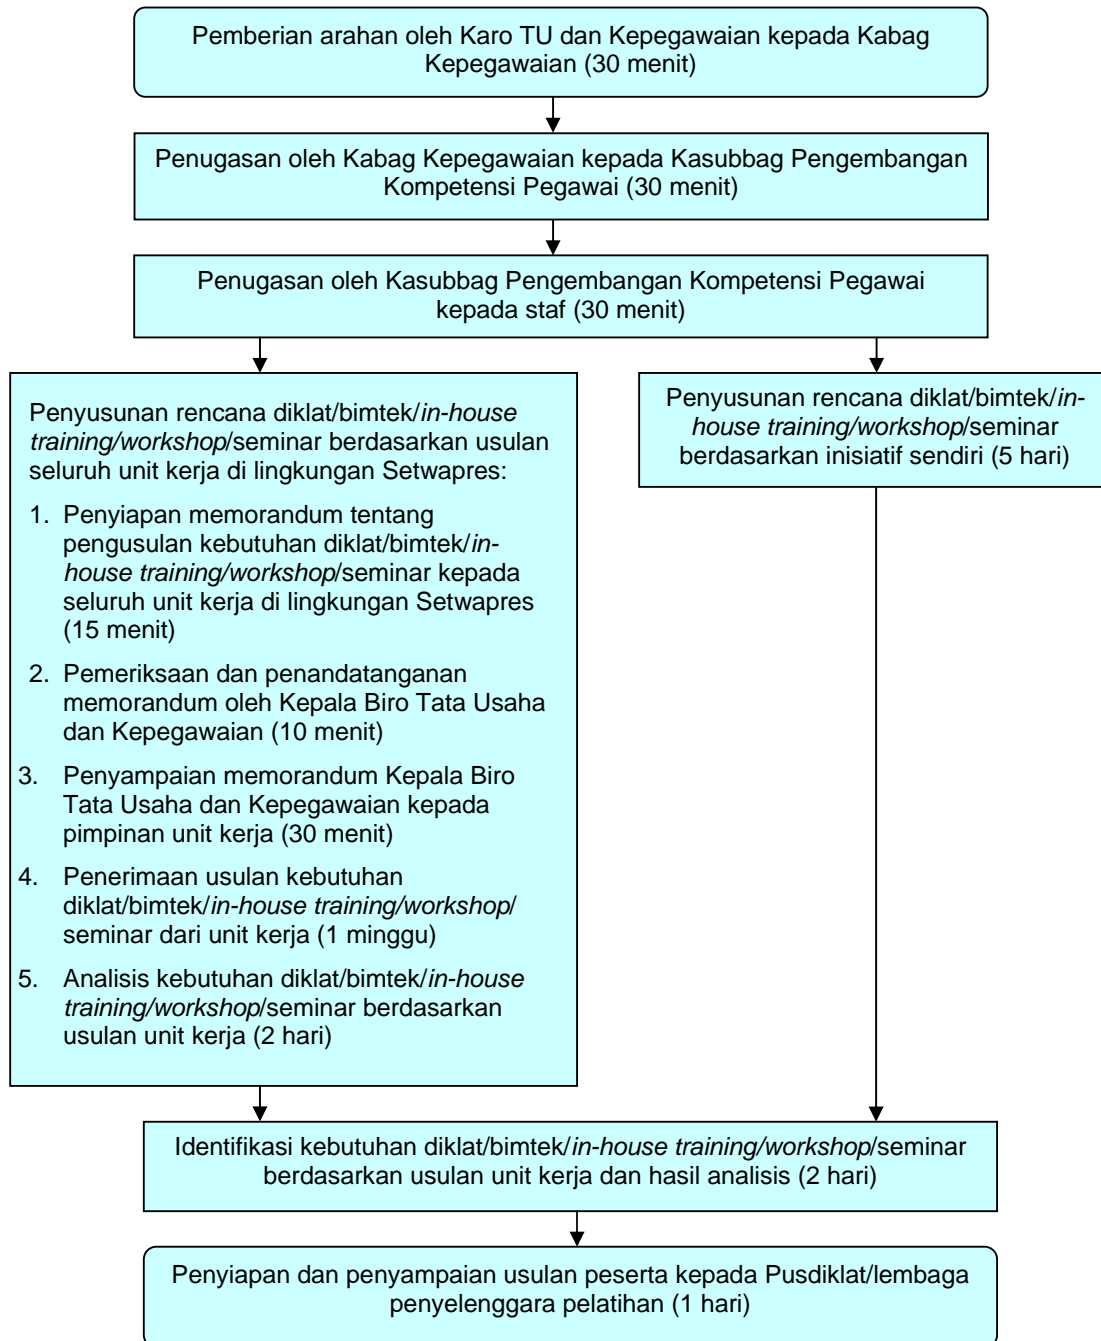 Pemberian arahan oleh Karo TU dan Kepegawaian kepada Kabag
Kepegawaian (30 menit)
Penugasan oleh Kabag Kepegawaian kepada Kasubbag Pengembangan
Kompetensi Pegawai (30 menit)
Penugasan oleh Kasubbag Pengembangan Kompetensi Pegawai
kepada staf (30 menit)
Penyusunan rencana diklat/bimtek/in-house
training/workshop/seminar berdasarkan usulan
seluruh unit kerja di lingkungan Setwapres:
1. Penyiapan memorandum tentang
pengusulan kebutuhan diklat/bimtek/in-
house training/workshop/seminar kepada
seluruh unit kerja di lingkungan Setwapres
(15 menit)
2. Pemeriksaan dan penandatanganan
memorandum oleh Kepala Biro Tata Usaha
dan Kepegawaian (10 menit)
3. Penyampaian memorandum Kepala Biro
Tata Usaha dan Kepegawaian kepada
pimpinan unit kerja (30 menit)
4. Penerimaan usulan kebutuhan
diklat/bimtek/in-house training/workshop/
seminar dari unit kerja (1 minggu)
5. Analisis kebutuhan diklat/bimtek/in-house
training/workshop/seminar berdasarkan
usulan unit kerja (2 hari)
Penyusunan rencana diklat/bimtek/in-
house training/workshop/seminar
berdasarkan inisiatif sendiri (5 hari)
Identifikasi kebutuhan diklat/bimtek/in-house training/workshop/seminar
berdasarkan usulan unit kerja dan hasil analisis (2 hari)
Penyiapan dan penyampaian usulan peserta kepada Pusdiklat/lembaga
penyelenggara pelatihan (1 hari)